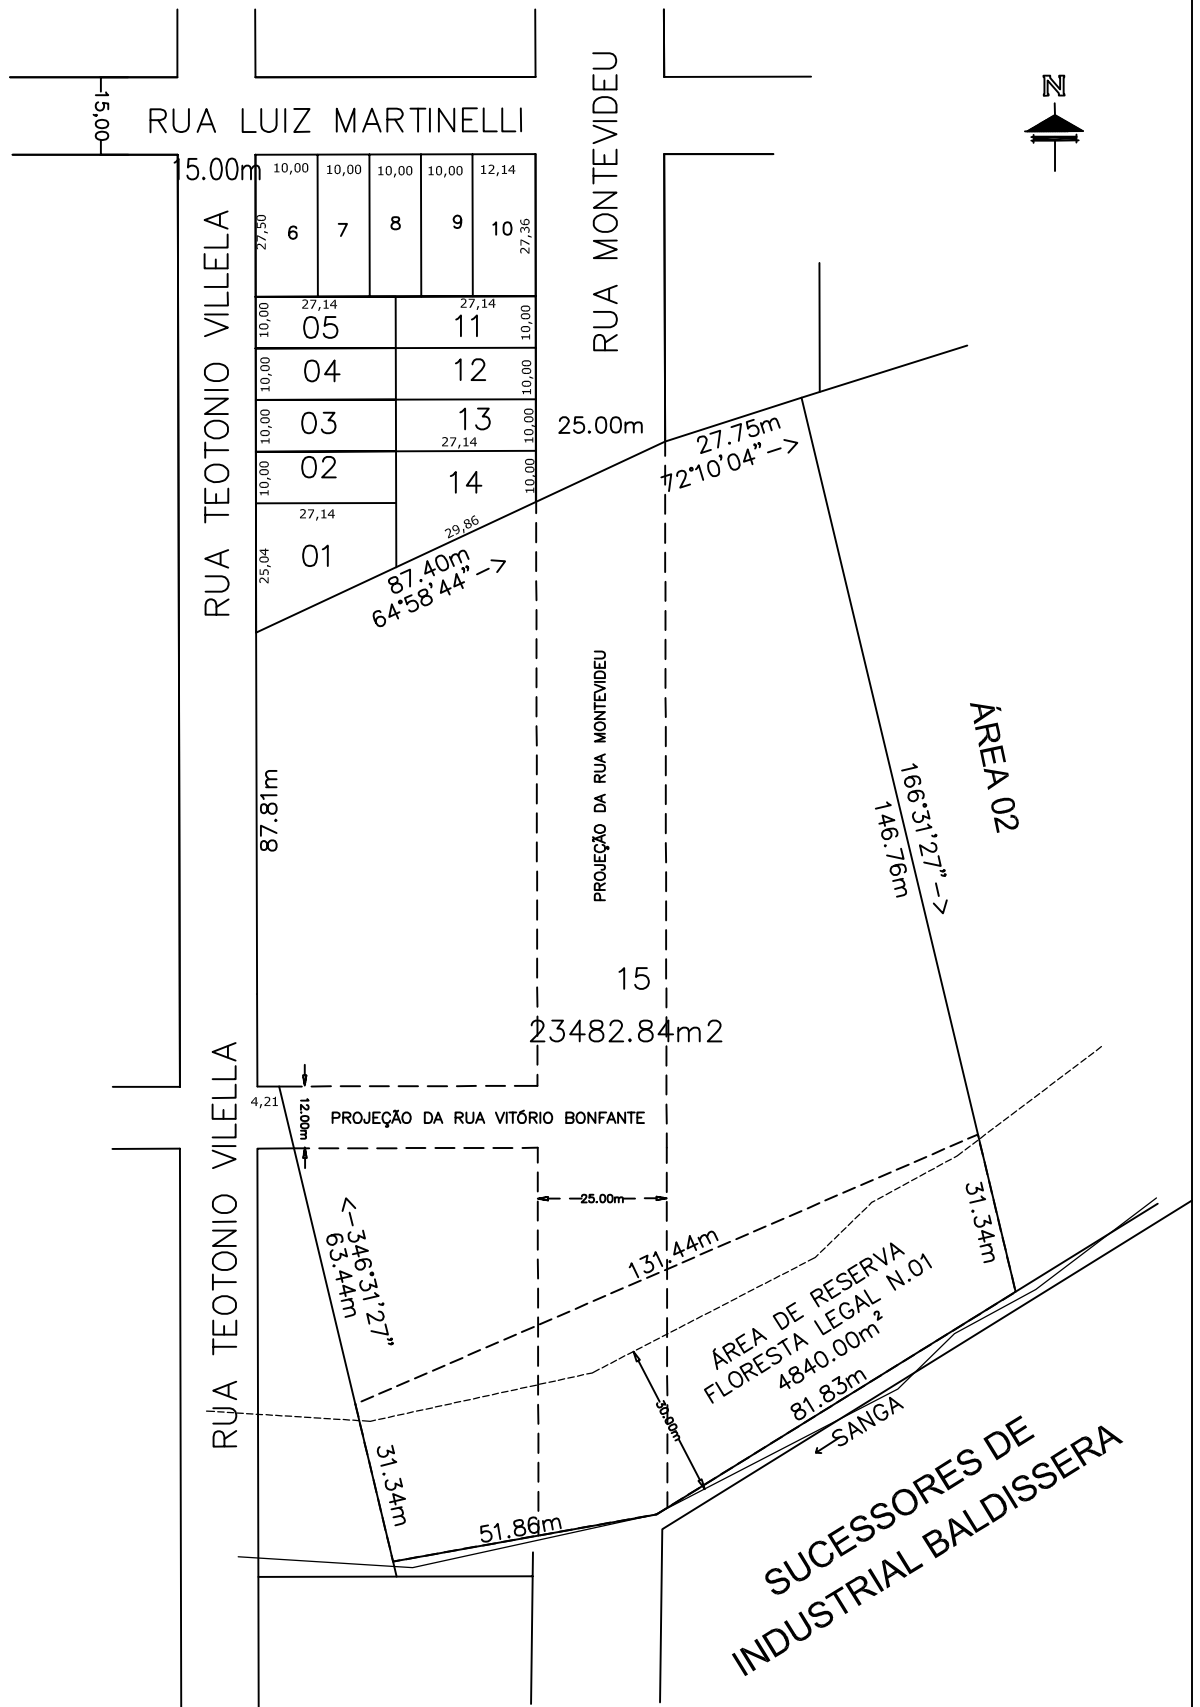 N
15,00
RUA LUIZ MARTINELLI
RUA MONTEVIDEU
15.00m
10,00
10,00
10,00
10,00
12,14
27,50
6
7
8
9
10
27,36
RUA TEOTONIO VILLELA
27,14
27,14
10,00
05
11
10,00
10,00
04
12
10,00
10,00
03
13
27,14
10,00
25.00m
27.75m
72°10'04" ->
10,00
02
14
10,00
27,14
29,86
25,04
01
87.40m
64°58'44" ->
PROJEÇÃO DA RUA MONTEVIDEU
ÁREA 02
87.81m
166°31'27" ->
146.76m
15
23482.84m2
RUA TEOTONIO VILELLA
4,21
12.00m
PROJEÇÃO DA RUA VITÓRIO BONFANTE
25.00m
<-346°31'27"
63.44m
131.44m
31.34m
ÁREA DE RESERVA
FLORESTA LEGAL N.01
4840.00m²
81.83m
30.00m
SANGA
31.34m
51.86m
SUCESSORES DE
INDUSTRIAL BALDISSERA